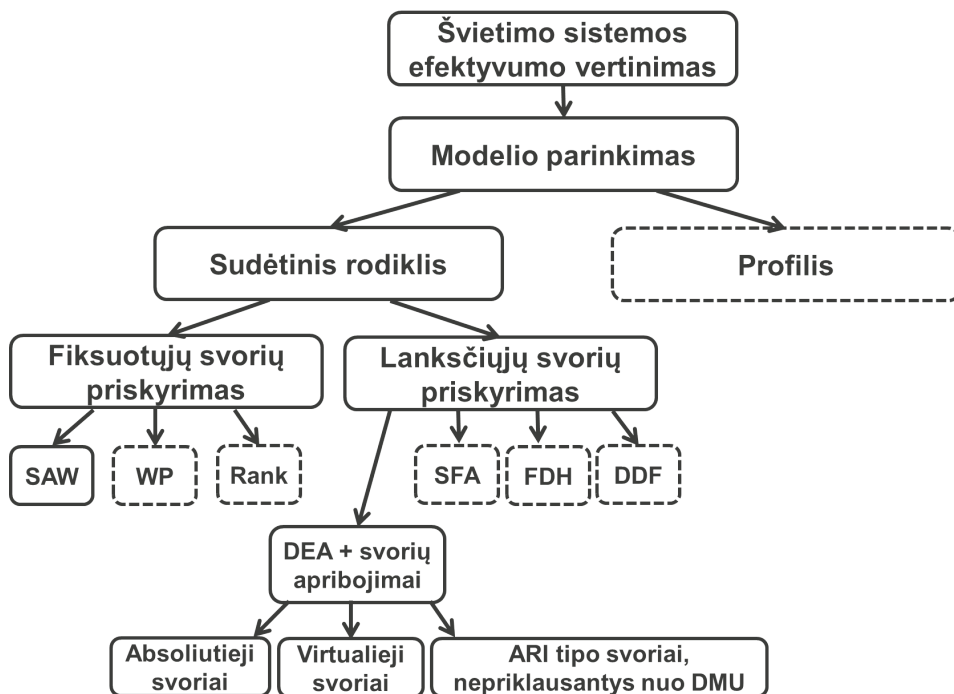 Švietimo sistemos
efektyvumo vertinimas
Modelio parinkimas
Sudėtinis rodiklis
Profilis
Fiksuotųjų svorių
priskyrimas
Lanksčiųjų svorių
priskyrimas
SAW
WP
Rank
SFA
FDH
DDF
DEA + svorių
apribojimai
Absoliutieji
svoriai
Virtualieji
svoriai
ARI tipo svoriai,
nepriklausantys nuo DMU